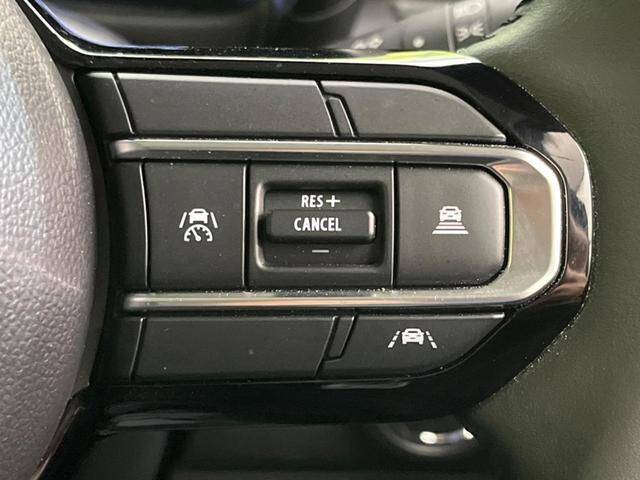 RES +
CANCEL
—